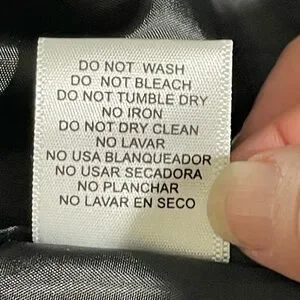 DO NOT WASH
DO NOT BLEACH
DO NOT TUMBLE DRY
NO IRON
DO NOT DRY CLEAN
NO LAVAR
NO USA BLANQUEADOR
NO USAR SECADORA
NO PLANCHAR
NO LAVAR EN SECO